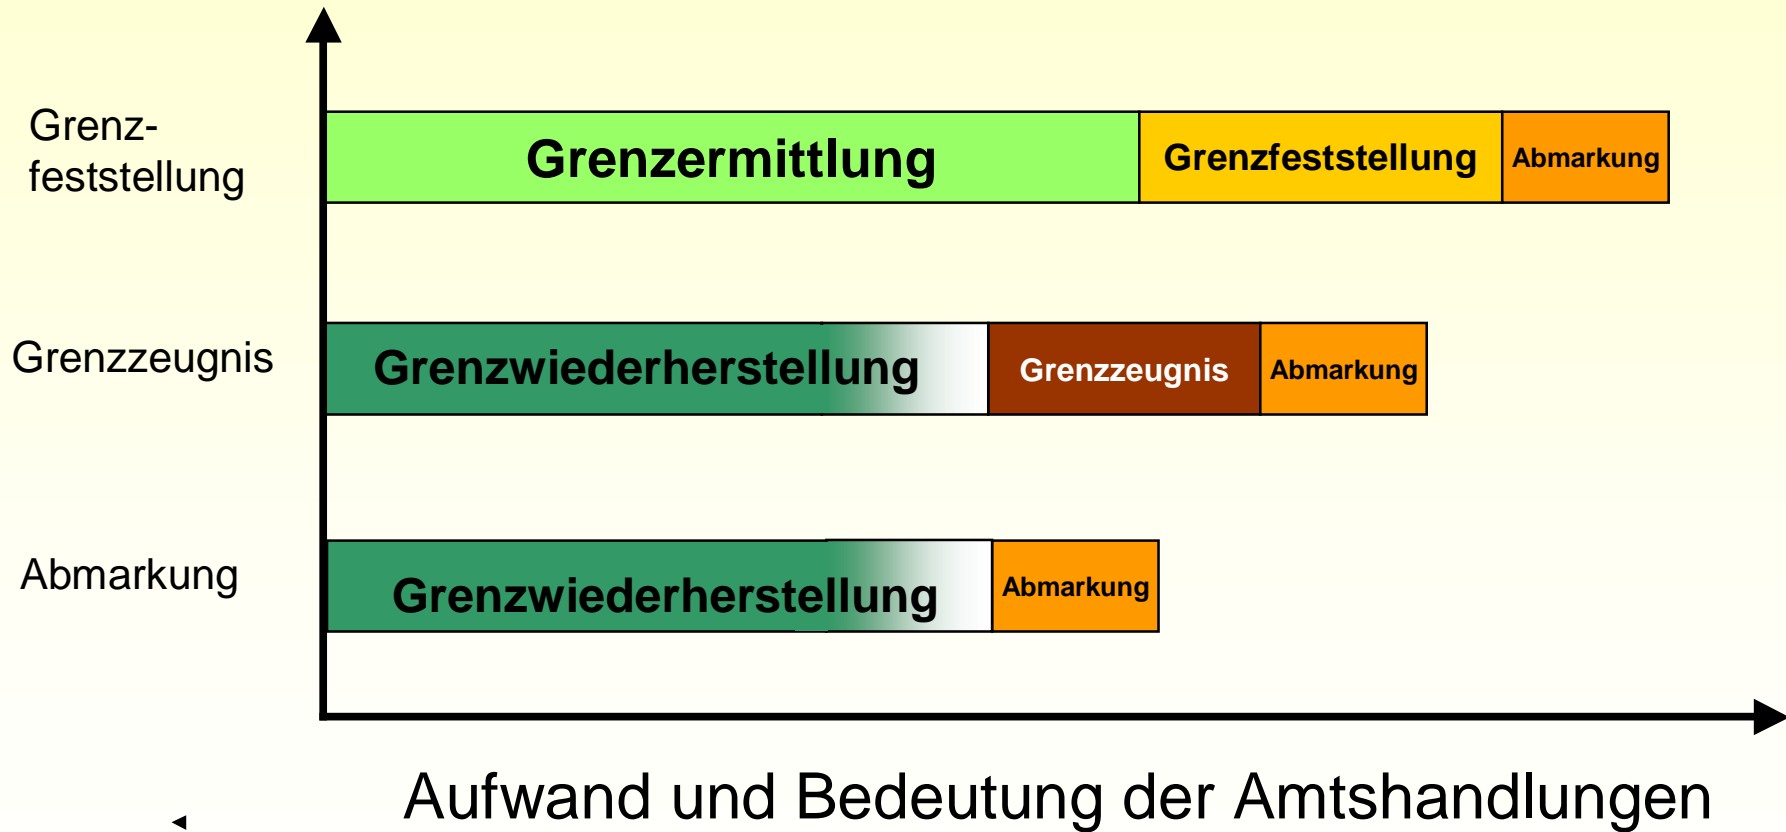 Grenz-
feststellung
Grenzermittlung
Grenzfeststellung
Abmarkung
Grenzzeugnis
Grenzwiederherstellung
Grenzzeugnis
Abmarkung
Abmarkung
Grenzwiederherstellung
Abmarkung
Aufwand und Bedeutung der Amtshandlungen